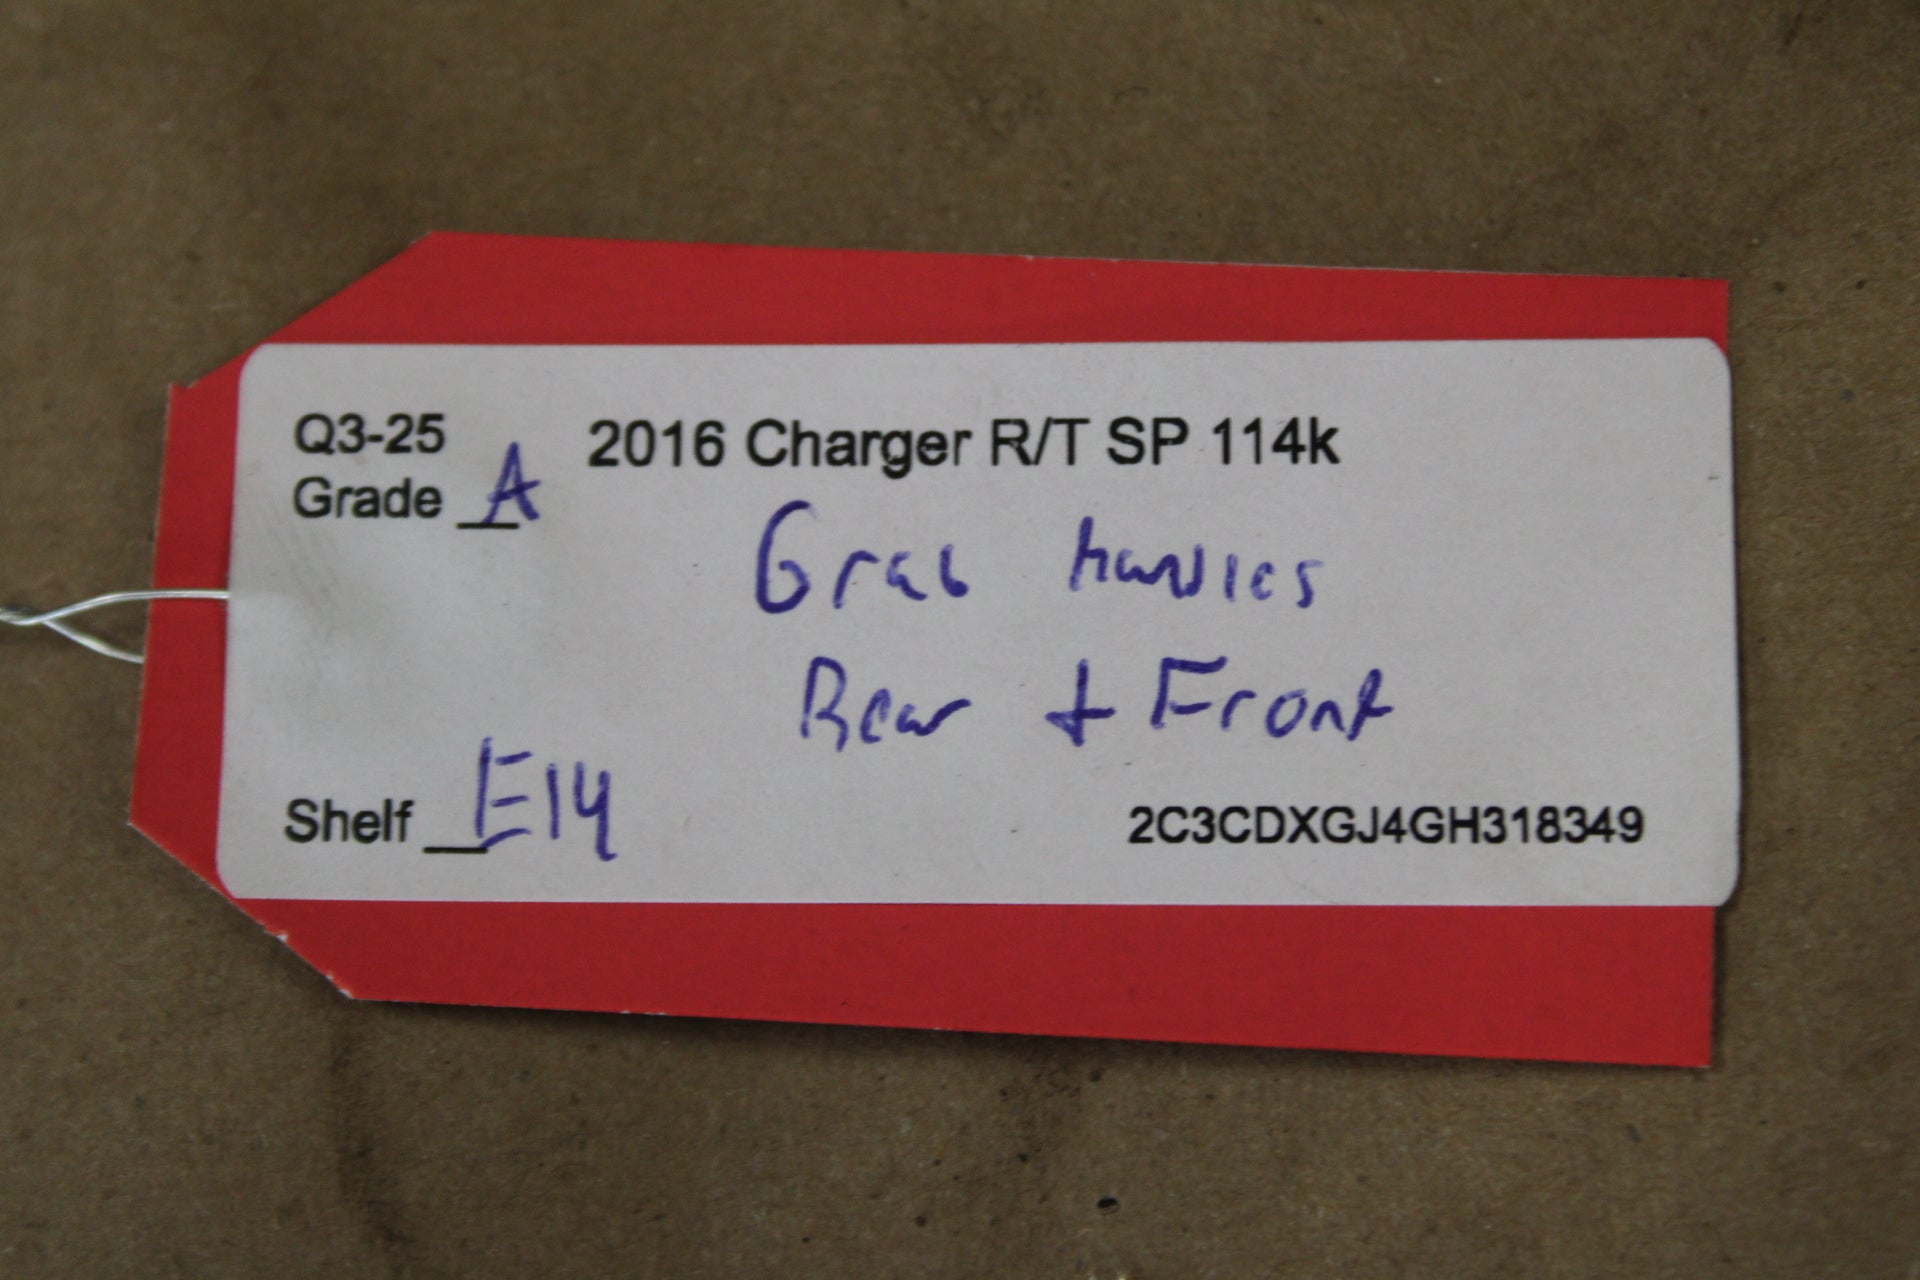 Q3-25
Grade A
2016 Charger R/T SP 114k
Grab handles
Rear + Front
Shelf E14
2C3CDXGJ4GH318349